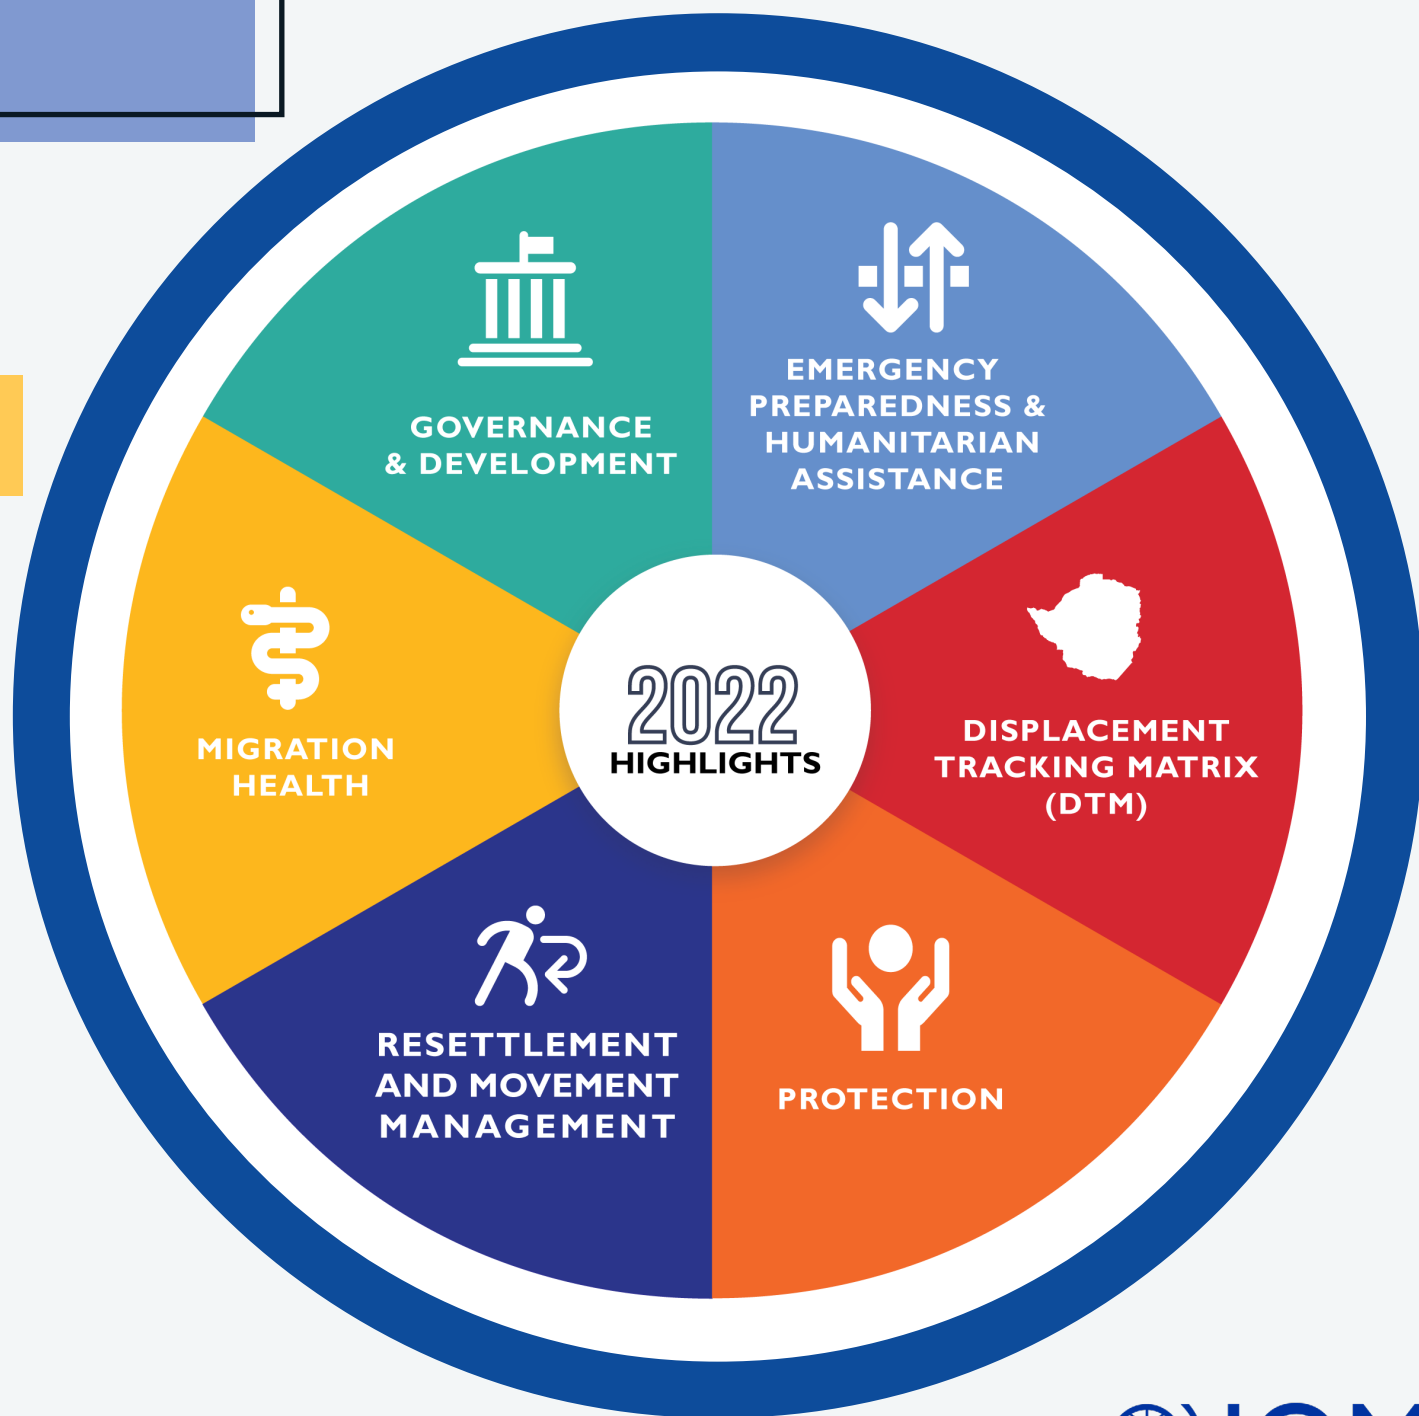 GOVERNANCE
& DEVELOPMENT
EMERGENCY
PREPAREDNESS &
HUMANITARIAN
ASSISTANCE
MIGRATION
HEALTH
2022
HIGHLIGHTS
DISPLACEMENT
TRACKING MATRIX
(DTM)
RESETTLEMENT
AND MOVEMENT
MANAGEMENT
PROTECTION